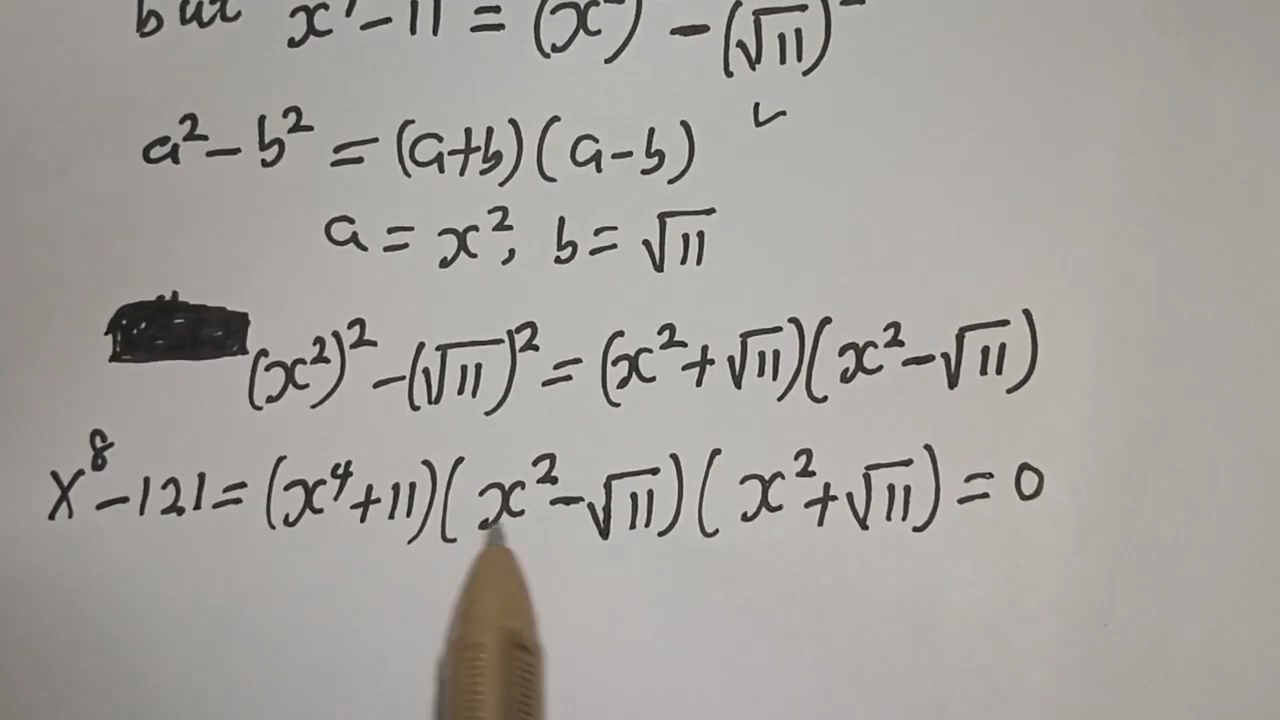 but x⁴-11 = (x²)² - (√11)²
a²-b² = (a+b)(a-b) ✓
a = x², b = √11
(x²)² - (√11)² = (x²+√11)(x²-√11)
x⁸-121 = (x⁴+11)(x²-√11)(x²+√11) = 0